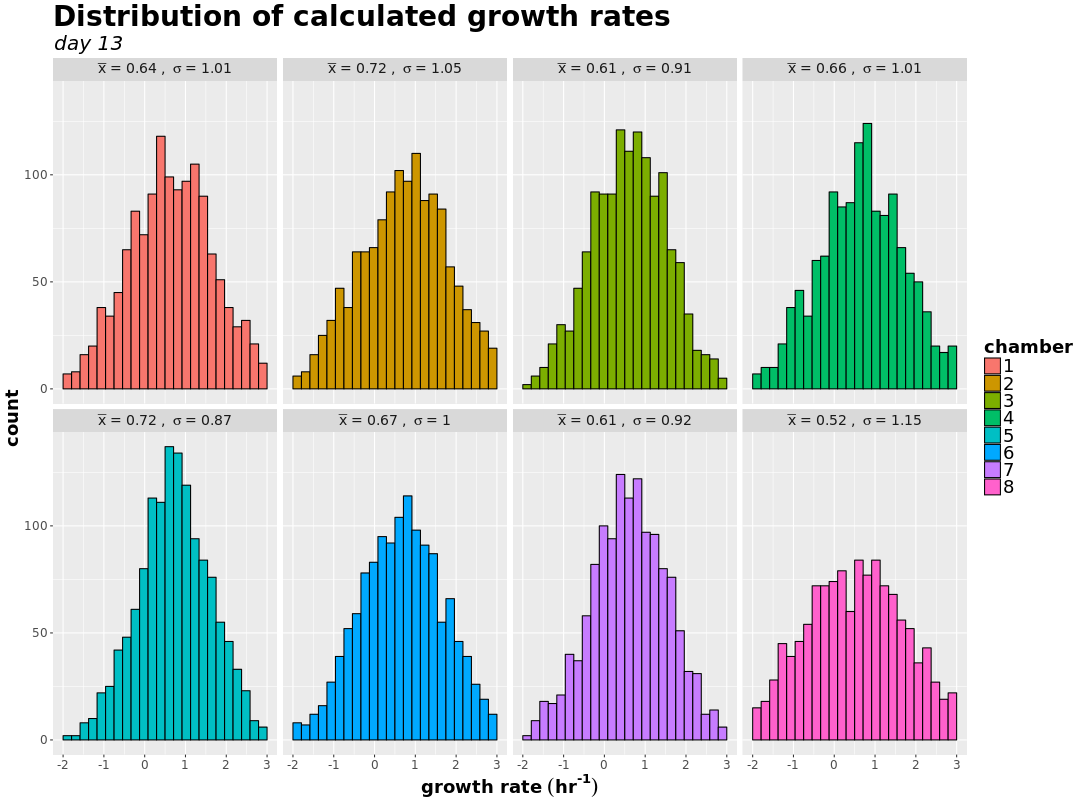 Distribution of calculated growth rates
day 13
x̅ = 0.64 , σ = 1.01
x̅ = 0.72 , σ = 1.05
x̅ = 0.61 , σ = 0.91
x̅ = 0.66 , σ = 1.01
100
50
0
x̅ = 0.72 , σ = 0.87
x̅ = 0.67 , σ = 1
x̅ = 0.61 , σ = 0.92
x̅ = 0.52 , σ = 1.15
100
50
0
-2 -1 0 1 2 3
-2 -1 0 1 2 3
-2 -1 0 1 2 3
-2 -1 0 1 2 3
count
growth rate (hr⁻¹)
chamber
1
2
3
4
5
6
7
8